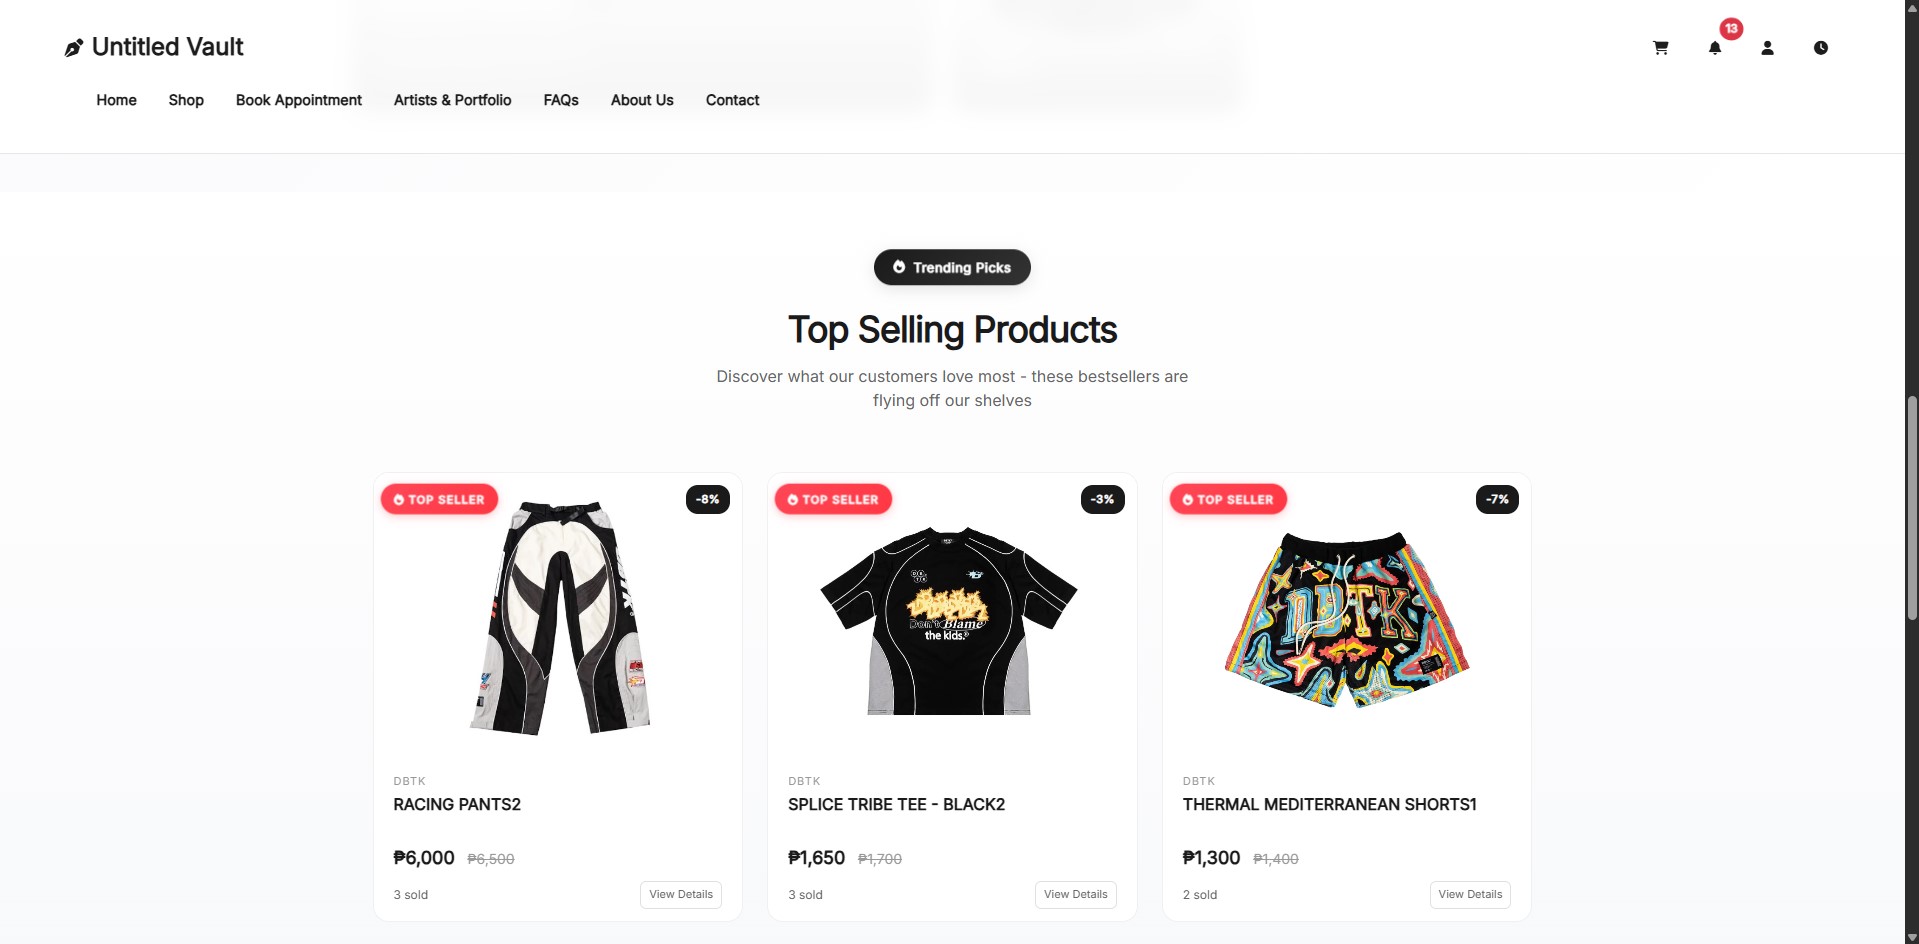 Untitled Vault
13
Home Shop Book Appointment Artists & Portfolio FAQs About Us Contact
Trending Picks
Top Selling Products
Discover what our customers love most - these bestsellers are
flying off our shelves
TOP SELLER
-8%
DBTK
RACING PANTS2
₱6,000 ₱6,500
3 sold
View Details
TOP SELLER
-3%
Don't Blame
the kids.
DBTK
SPLICE TRIBE TEE - BLACK2
₱1,650 ₱1,700
3 sold
View Details
TOP SELLER
-7%
DBTK
DBTK
THERMAL MEDITERRANEAN SHORTS1
₱1,300 ₱1,400
2 sold
View Details